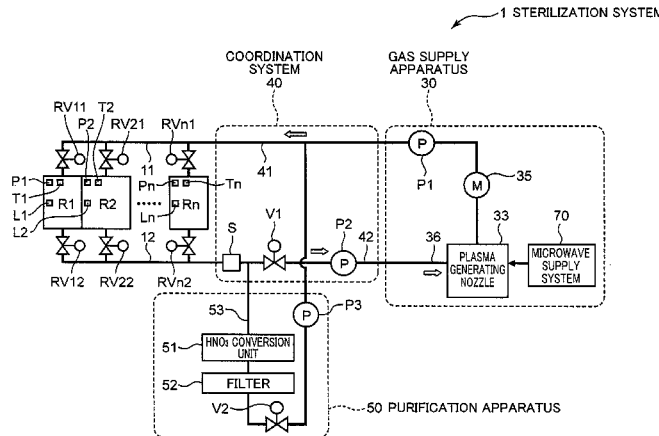 1 STERILIZATION SYSTEM
COORDINATION
SYSTEM
40
GAS SUPPLY
APPARATUS
30
RV11
P2
T2
RV21
RVn1
11
41
P
P1
M
35
P1
T1
L1
R1
R2
L2
Pn
Tn
Ln
Rn
S
V1
P2
P
42
36
33
70
PLASMA
GENERATING
NOZZLE
MICROWAVE
SUPPLY
SYSTEM
RV12
RV22
12
RVn2
53
P
P3
51
HNO3 CONVERSION
UNIT
52
FILTER
V2
50 PURIFICATION APPARATUS